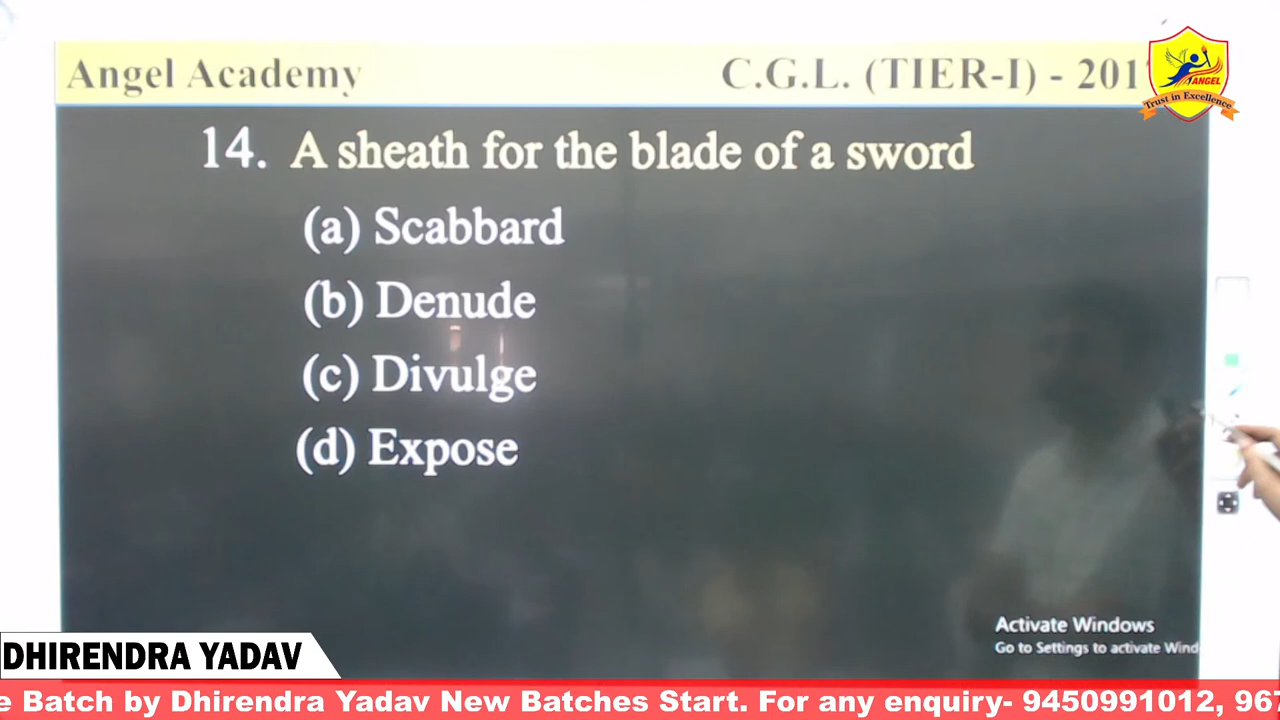 Angel Academy
C.G.L. (TIER-I) - 201
ANGEL
Trust in Excellence
14. A sheath for the blade of a sword
(a) Scabbard
(b) Denude
(c) Divulge
(d) Expose
Activate Windows
Go to Settings to activate Wind
DHIRENDRA YADAV
e Batch by Dhirendra Yadav New Batches Start. For any enquiry- 9450991012, 967